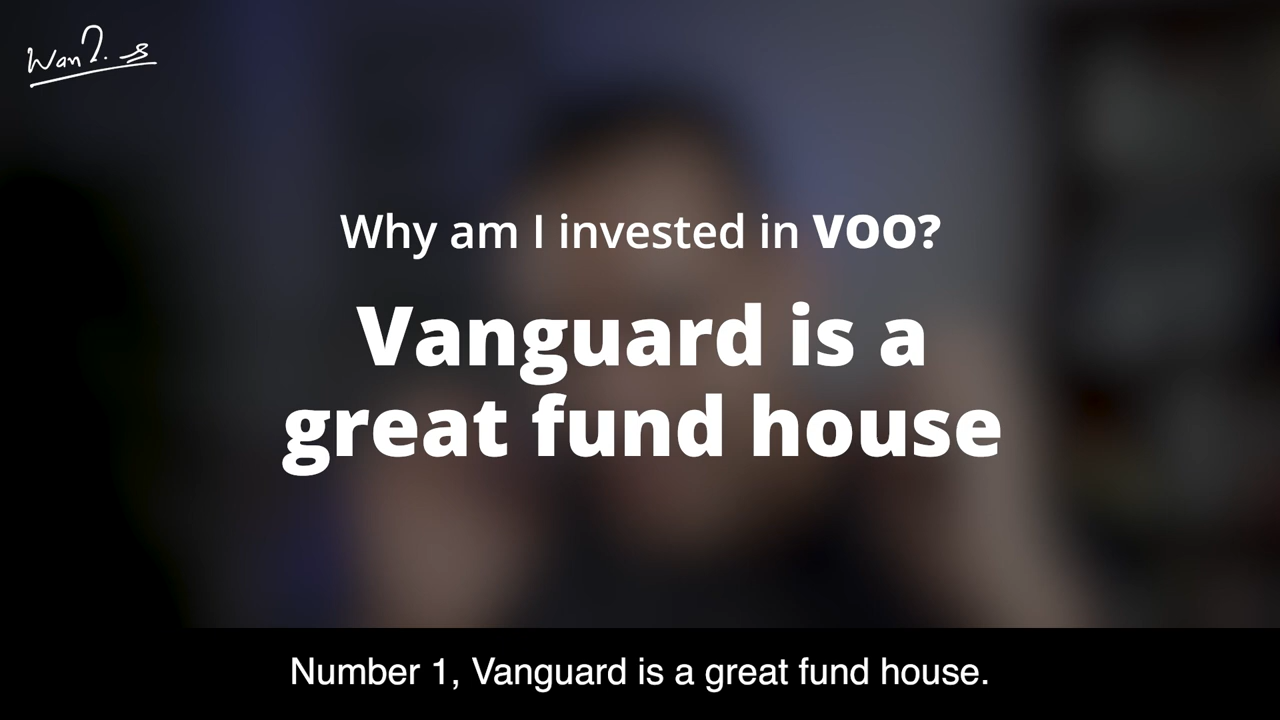 Why am I invested in VOO?
Vanguard is a
great fund house
Number 1, Vanguard is a great fund house.